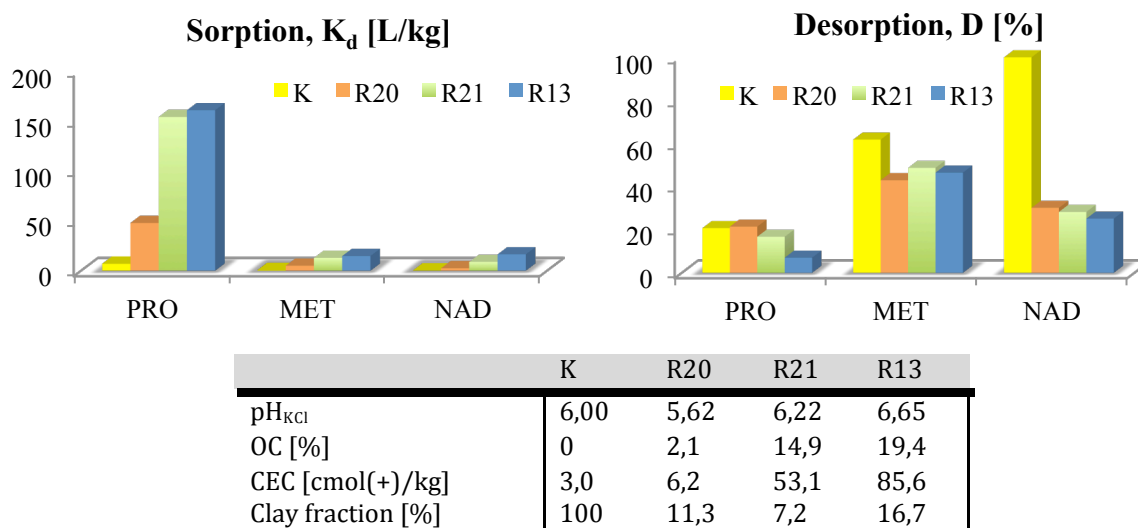 Sorption, Kd [L/kg]
200
150
100
50
0
K R20 R21 R13
PRO MET NAD
Desorption, D [%]
100
80
60
40
20
0
K R20 R21 R13
PRO MET NAD
K R20 R21 R13
pHKCl 6,00 5,62 6,22 6,65
OC [%] 0 2,1 14,9 19,4
CEC [cmol(+)/kg] 3,0 6,2 53,1 85,6
Clay fraction [%] 100 11,3 7,2 16,7